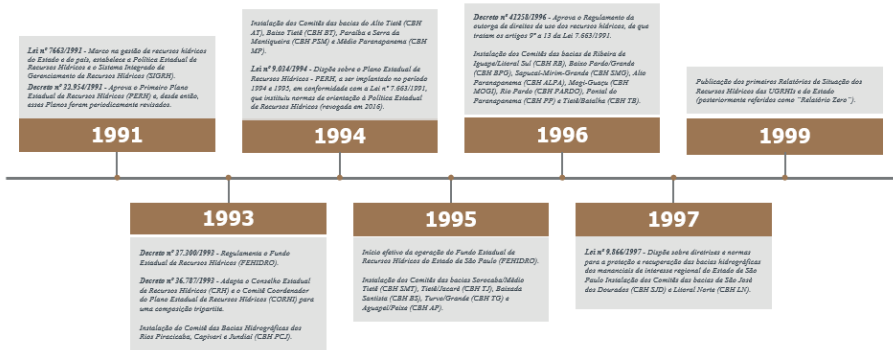 Lei nº 7663/1991 - Marco na gestão de recursos hídricos
do Estado e do país, estabelece a Política Estadual de
Recursos Hídricos e o Sistema Integrado de
Gerenciamento de Recursos Hídricos (SIGRH).
Decreto nº 32.954/1991 - Aprova o Primeiro Plano
Estadual de Recursos Hídricos (PERH) e, desde então,
esses Planos foram periodicamente revisados.
1991
Decreto nº 37.300/1993 - Regulamenta o Fundo
Estadual de Recursos Hídricos (FEHIDRO).
Decreto nº 36.787/1993 - Adapta o Conselho Estadual
de Recursos Hídricos (CRH) e o Comitê Coordenador
do Plano Estadual de Recursos Hídricos (CORHI) para
uma composição tripartite.
Instalação do Comitê das Bacias Hidrográficas dos
Rios Piracicaba, Capivari e Jundiaí (CBH PCJ).
1993
Instalação dos Comitês das bacias do Alto Tietê (CBH
AT), Baixo Tietê (CBH BT), Paraíba e Serra da
Mantiqueira (CBH PSM) e Médio Paranapanema (CBH
MP).
Lei nº 9.034/1994 - Dispõe sobre o Plano Estadual de
Recursos Hídricos - PERH, a ser implantado no período
1994 e 1995, em conformidade com a Lei nº 7.663/1991,
que instituiu normas de orientação à Política Estadual
de Recursos Hídricos (revogada em 2016).
1994
1995
Início efetivo da operação do Fundo Estadual de
Recursos Hídricos do Estado de São Paulo (FEHIDRO).
Instalação dos Comitês das bacias Sorocaba/Médio
Tietê (CBH SMT), Tietê/Jacaré (CBH TJ), Baixada
Santista (CBH BS), Turvo/Grande (CBH TG) e
Aguapeí/Peixe (CBH AP).
Decreto nº 41258/1996 - Aprova o Regulamento da
outorga de direitos de uso dos recursos hídricos, de que
tratam os artigos 9º a 13 da Lei 7.663/1991.
Instalação dos Comitês das bacias de Ribeira de
Iguape/Litoral Sul (CBH RB), Baixo Pardo/Grande
(CBH BPG), Sapucaí-Mirim-Grande (CBH SMG), Alto
Paranapanema (CBH ALPA), Mogi-Guaçu (CBH
MOGI), Rio Pardo (CBH PARDO), Pontal do
Paranapanema (CBH PP) e Tietê/Batalha (CBH TB).
1996
1997
Lei nº 9.866/1997 - Dispõe sobre diretrizes e normas
para a proteção e recuperação das bacias hidrográficas
dos mananciais de interesse regional do Estado de São
Paulo Instalação dos Comitês das bacias de São José
dos Dourados (CBH SJD) e Litoral Norte (CBH LN).
Publicação dos primeiros Relatórios de Situação dos
Recursos Hídricos das UGRHIs e do Estado
(posteriormente referidos como "Relatório Zero").
1999